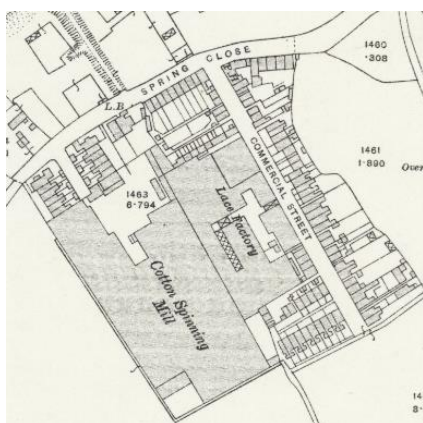 1460
·308
SPRING CLOSE
L.B.
COMMERCIAL STREET
1461
1·890
Over
1463
6·794
Lace Factory
Cotton Spinning
Mill
14
8·